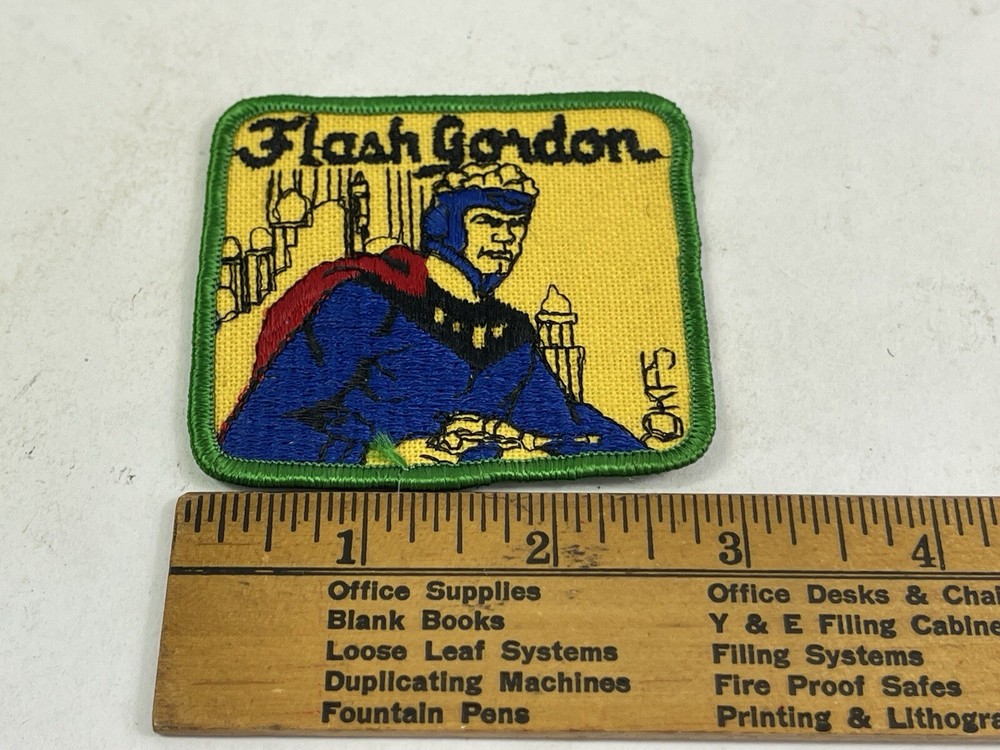 Flash Gordon
©KFS
1 2 3 4
Office Supplies
Blank Books
Loose Leaf Systems
Duplicating Machines
Fountain Pens
Office Desks & Chai
Y & E Filing Cabine
Filing Systems
Fire Proof Safes
Printing & Lithogra